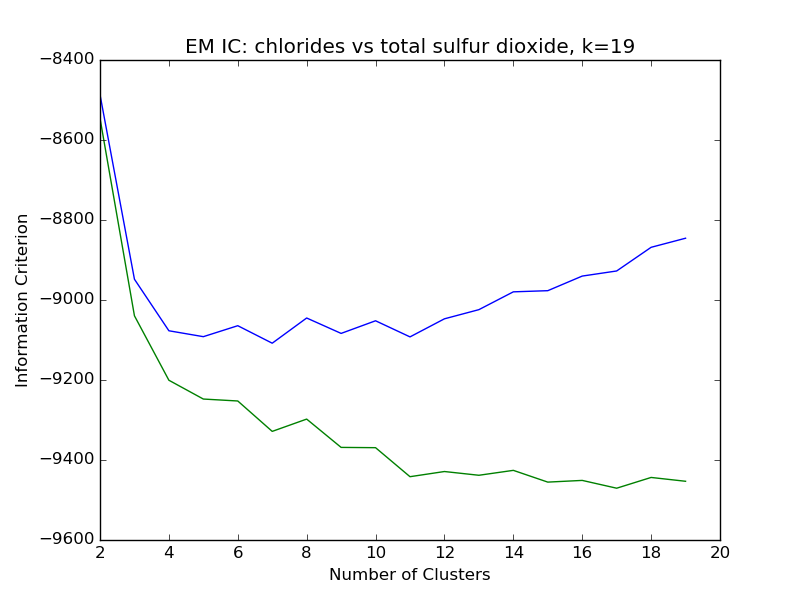 EM IC: chlorides vs total sulfur dioxide, k=19
−8400
−8600
−8800
−9000
−9200
−9400
−9600
Information Criterion
2 4 6 8 10 12 14 16 18 20
Number of Clusters